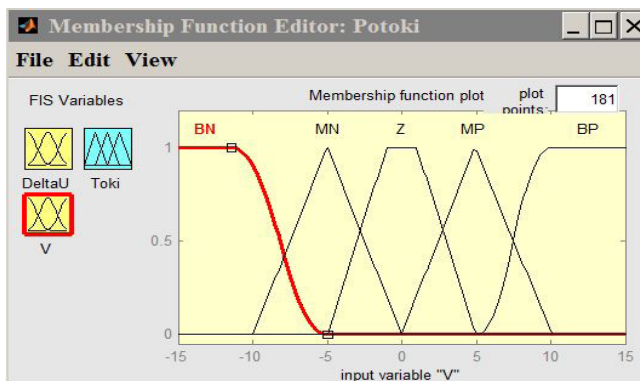 Membership Function Editor: Potoki
File Edit View
FIS Variables
DeltaU Toki
V
Membership function plot plot points: 181
BN MN Z MP BP
1
0.5
0
-15 -10 -5 0 5 10 15
input variable "V"